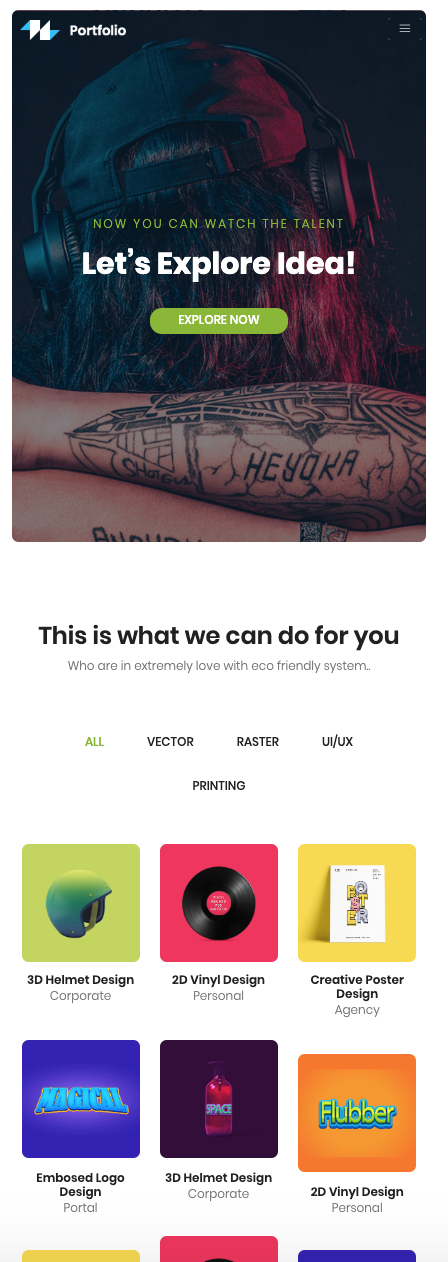 Portfolio
NOW YOU CAN WATCH THE TALENT
Let's Explore Idea!
EXPLORE NOW
Shotgun
HEYOKA
This is what we can do for you
Who are in extremely love with eco friendly system..
ALL VECTOR RASTER UI/UX
PRINTING
POSTER
3D Helmet Design
Corporate
2D Vinyl Design
Personal
Creative Poster
Design
Agency
MAGICAL
SPACE
Flubber
Embosed Logo
Design
Portal
3D Helmet Design
Corporate
2D Vinyl Design
Personal